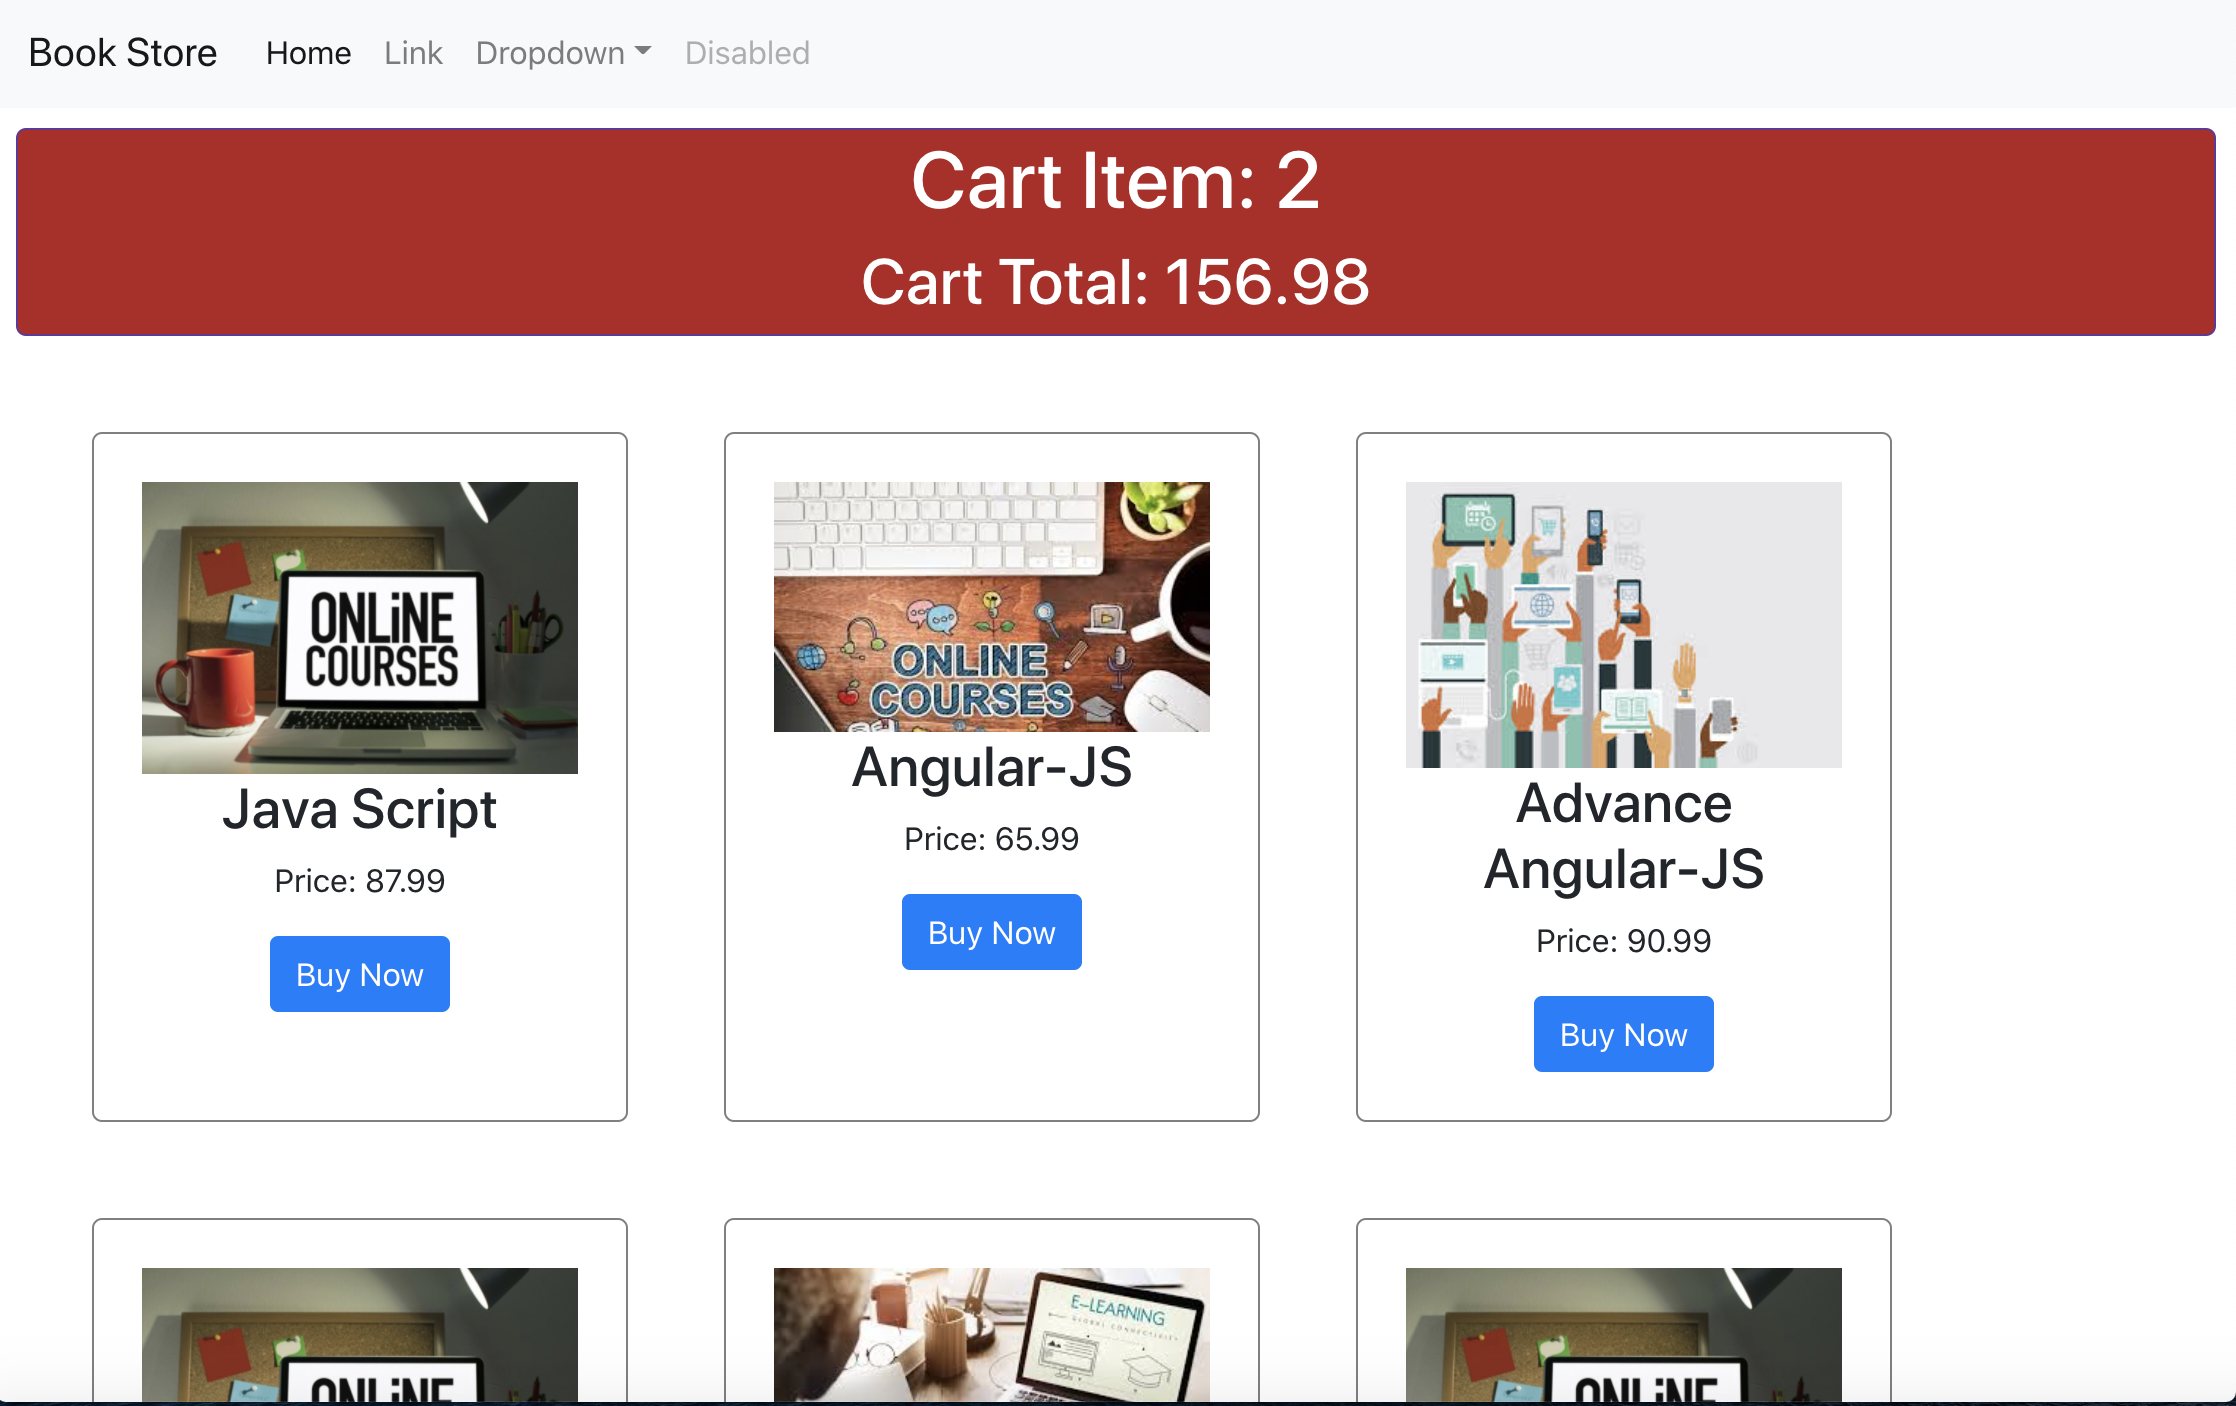 Book Store Home Link Dropdown Disabled
Cart Item: 2
Cart Total: 156.98
ONLiNE
COURSES
Java Script
Price: 87.99
Buy Now
ONLINE
COURSES
Angular-JS
Price: 65.99
Buy Now
Advance
Angular-JS
Price: 90.99
Buy Now
ONLiNE
E-LEARNING
GLOBAL CONNECTIVITY
ONLiNE